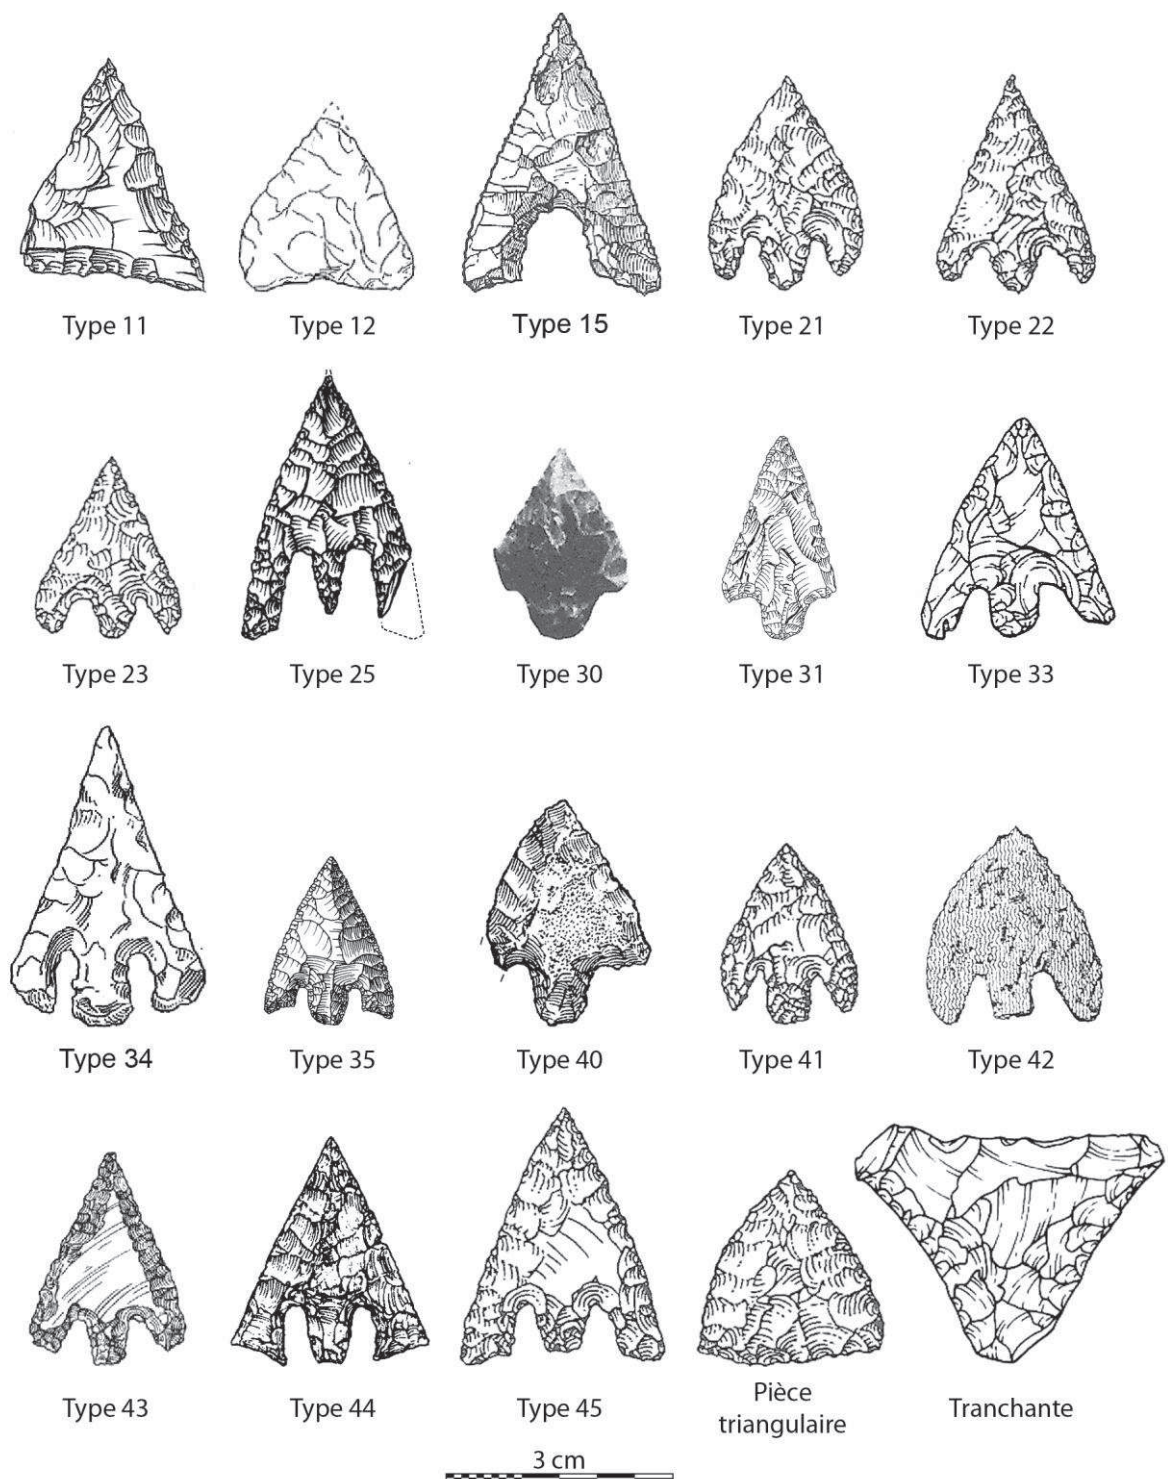 Type 11
Type 12
Type 15
Type 21
Type 22
Type 23
Type 25
Type 30
Type 31
Type 33
Type 34
Type 35
Type 40
Type 41
Type 42
Type 43
Type 44
Type 45
Pièce
triangulaire
Tranchante
3 cm